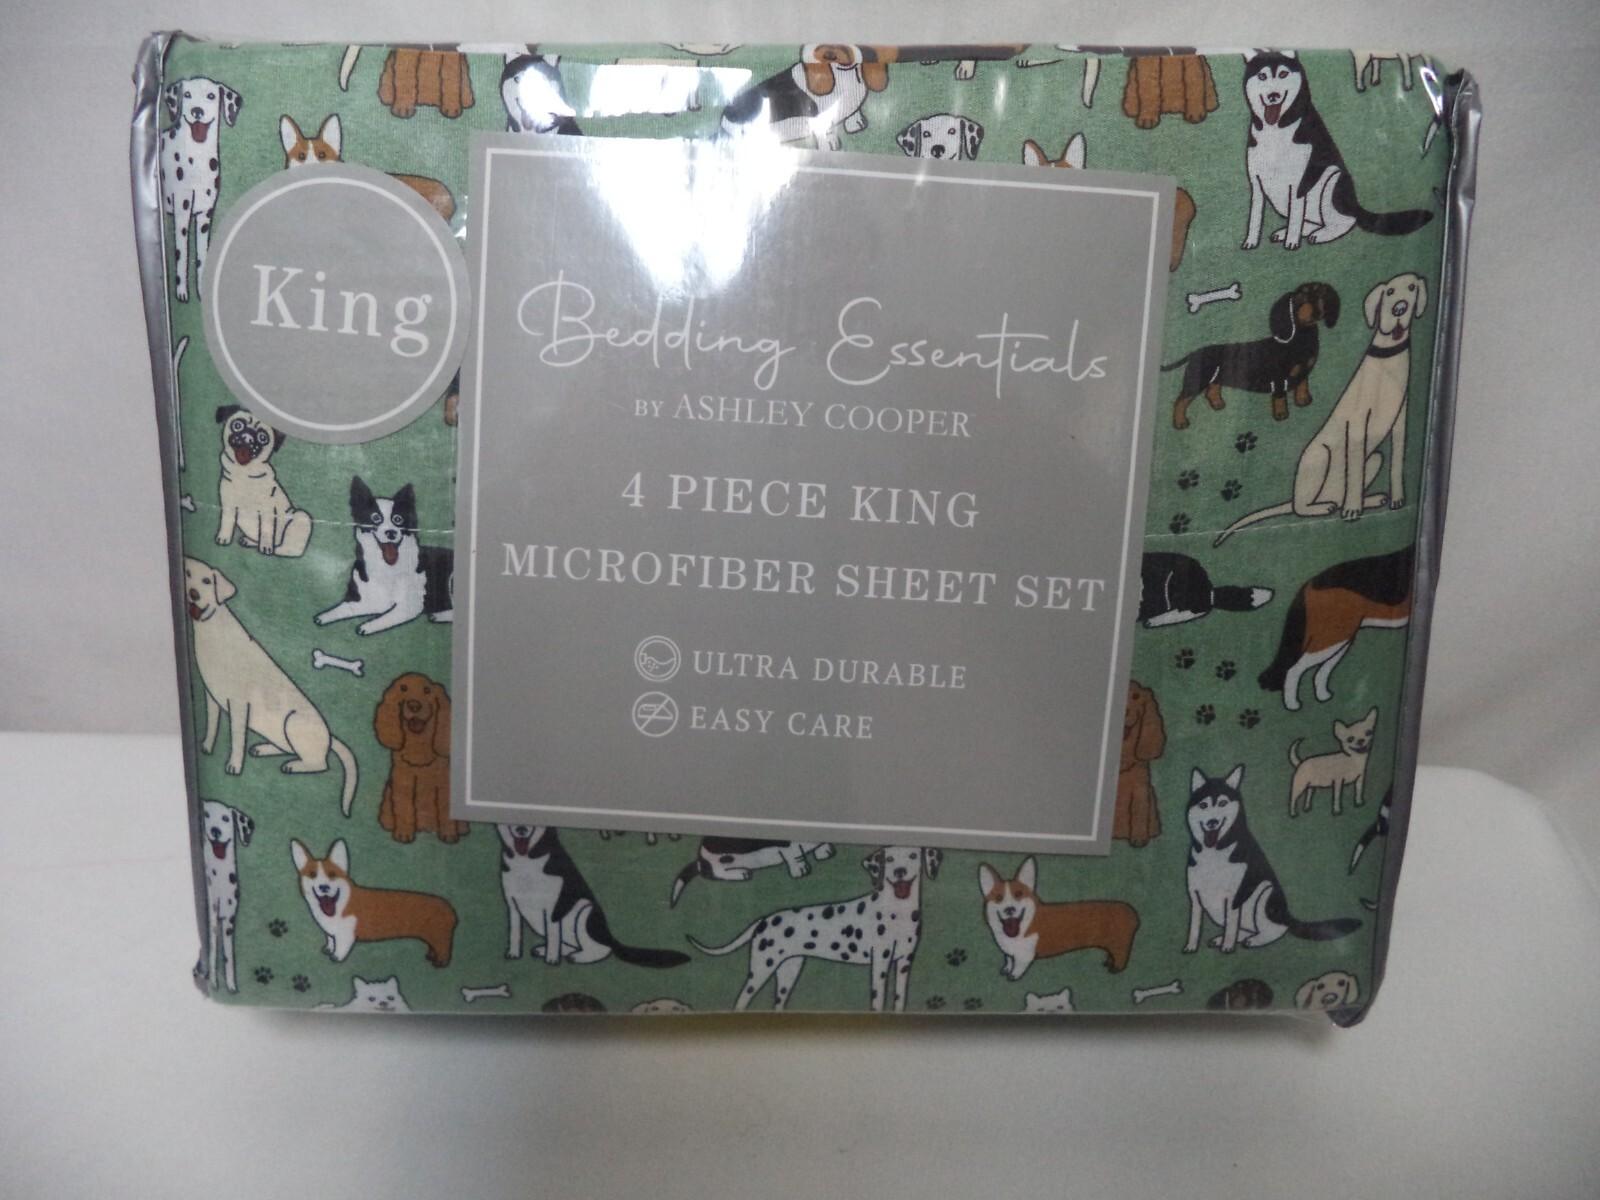 King
Bedding Essentials
BY ASHLEY COOPER
4 PIECE KING
MICROFIBER SHEET SET
ULTRA DURABLE
EASY CARE